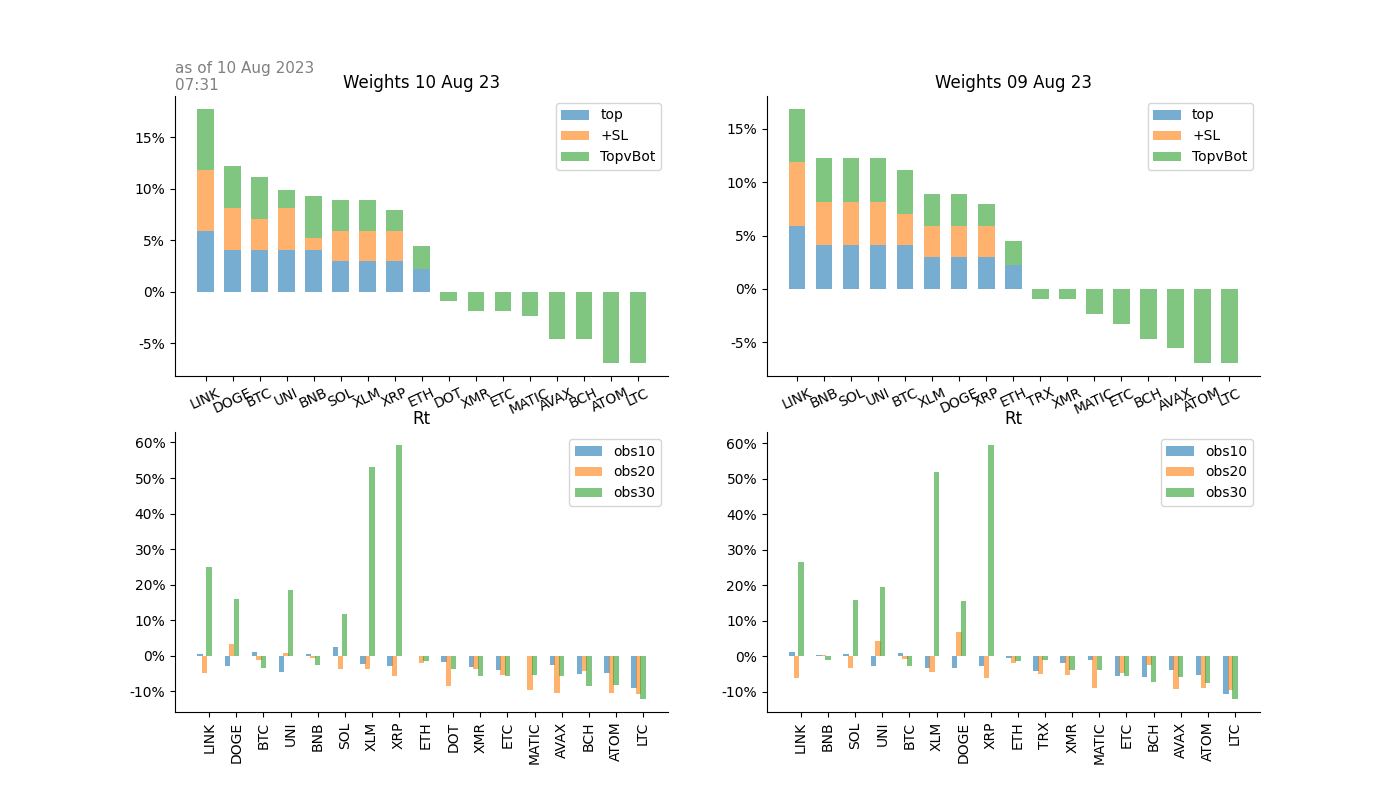 as of 10 Aug 2023
07:31
Weights 10 Aug 23
Weights 09 Aug 23
15%
10%
5%
0%
-5%
top
+SL
TopvBot
LINK DOGE BTC UNI BNB SOL XLM XRP ETH DOT XMR ETC MATIC AVAX BCH ATOM LTC
15%
10%
5%
0%
-5%
top
+SL
TopvBot
LINK BNB SOL UNI BTC XLM DOGE XRP ETH TRX XMR MATIC ETC BCH AVAX ATOM LTC
Rt
60%
50%
40%
30%
20%
10%
0%
-10%
obs10
obs20
obs30
LINK DOGE BTC UNI BNB SOL XLM XRP ETH DOT XMR ETC MATIC AVAX BCH ATOM LTC
Rt
60%
50%
40%
30%
20%
10%
0%
-10%
obs10
obs20
obs30
LINK BNB SOL UNI BTC XLM DOGE XRP ETH TRX XMR MATIC ETC BCH AVAX ATOM LTC